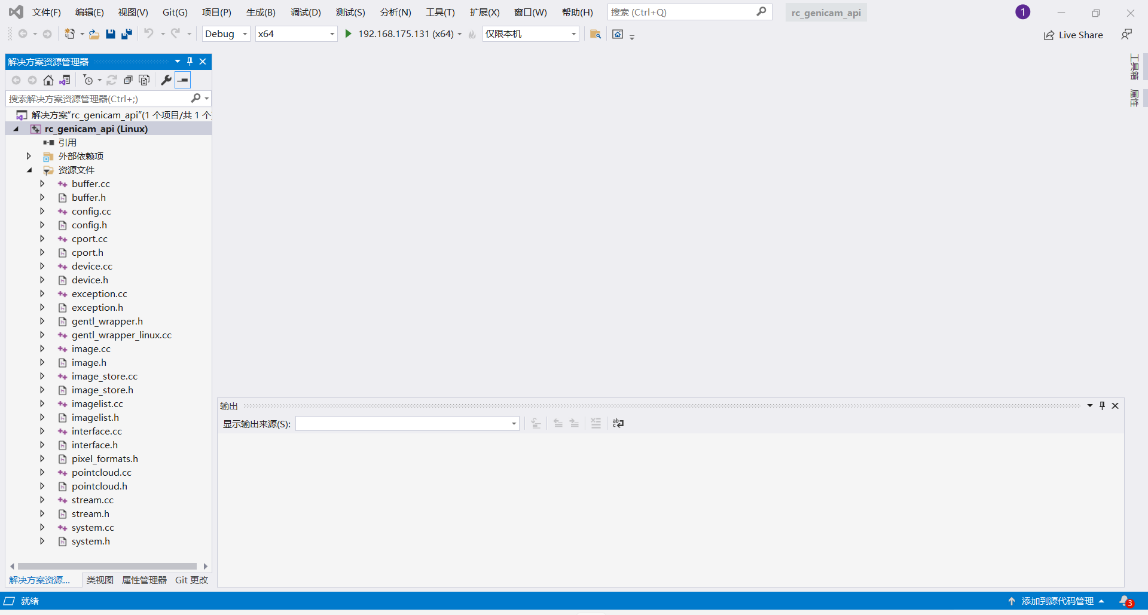 文件(F) 编辑(E) 视图(V) Git(G) 项目(P) 生成(B) 调试(D) 测试(S) 分析(N) 工具(T) 扩展(X) 窗口(W) 帮助(H) 搜索 (Ctrl+Q) rc_genicam_api 1
Debug x64 192.168.175.131 (x64) 仅限本机 Live Share
解决方案资源管理器
搜索解决方案资源管理器(Ctrl+;)
解决方案"rc_genicam_api"(1 个项目/共 1 个
rc_genicam_api (Linux)
引用
外部依赖项
资源文件
buffer.cc
buffer.h
config.cc
config.h
cport.cc
cport.h
device.cc
device.h
exception.cc
exception.h
gentl_wrapper.h
gentl_wrapper_linux.cc
image.cc
image.h
image_store.cc
image_store.h
imagelist.cc
imagelist.h
interface.cc
interface.h
pixel_formats.h
pointcloud.cc
pointcloud.h
stream.cc
stream.h
system.cc
system.h
解决方案资源... 类视图 属性管理器 Git 更改
输出
显示输出来源(S):
工具箱
属性
就绪 添加到源代码管理 3